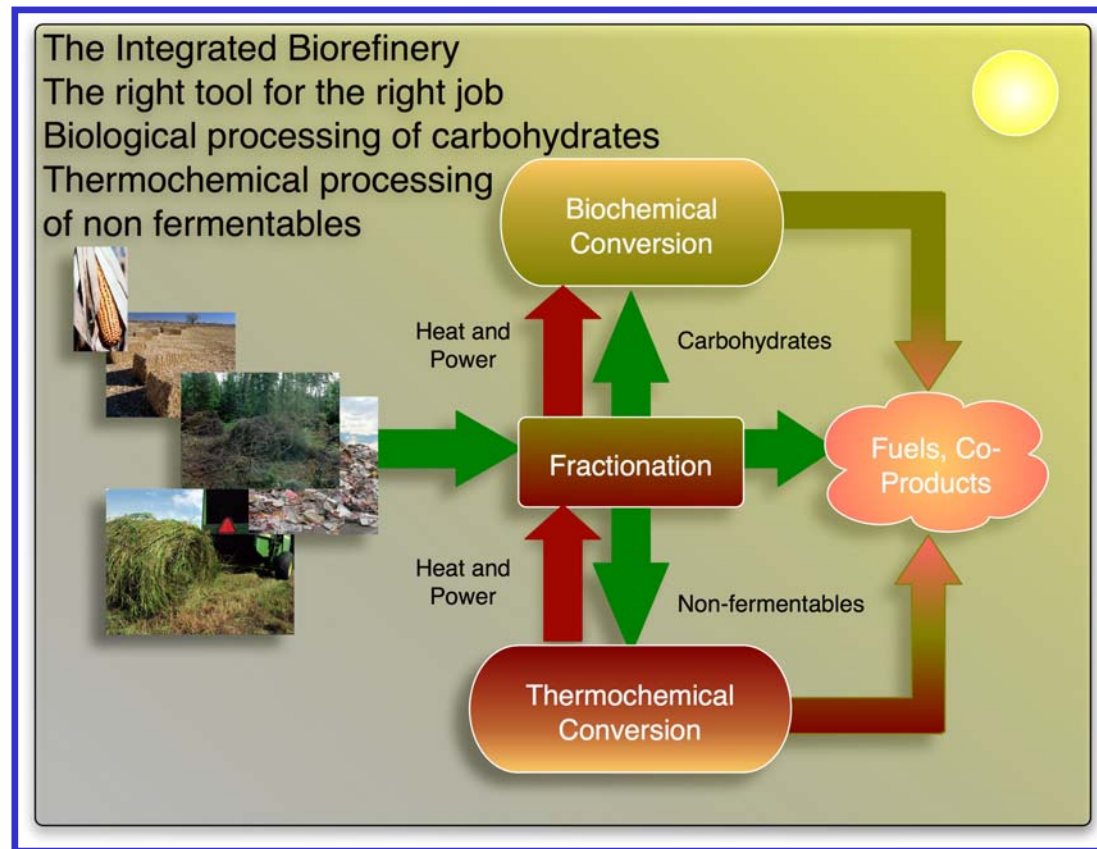 The Integrated Biorefinery
The right tool for the right job
Biological processing of carbohydrates
Thermochemical processing
of non fermentables
Biochemical
Conversion
Heat and
Power
Carbohydrates
Fractionation
Fuels, Co-
Products
Heat and
Power
Non-fermentables
Thermochemical
Conversion